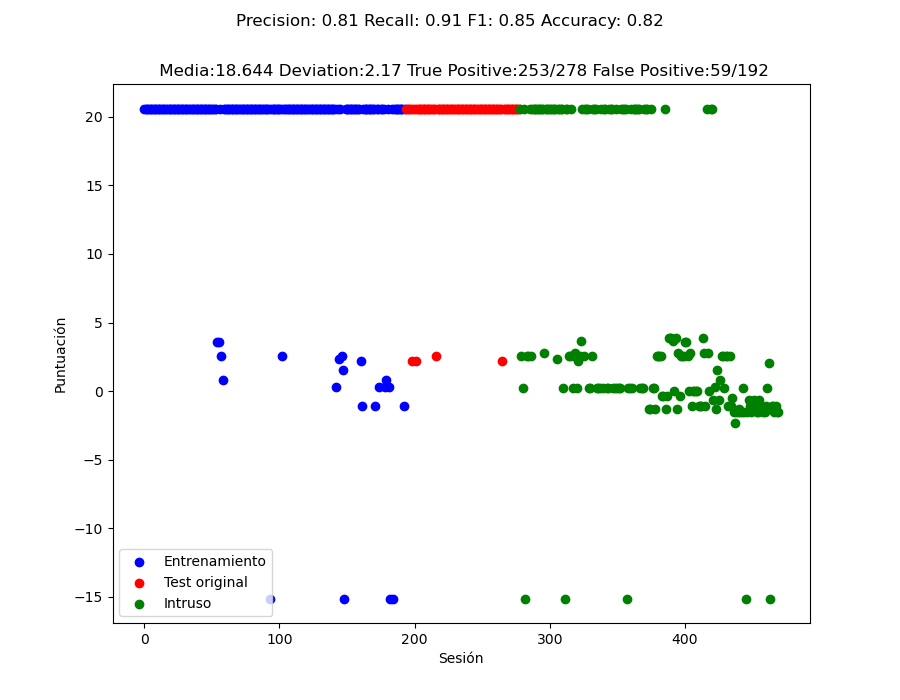 Precision: 0.81 Recall: 0.91 F1: 0.85 Accuracy: 0.82
Media:18.644 Deviation:2.17 True Positive:253/278 False Positive:59/192
20
15
10
5
0
−5
−10
−15
Puntuación
Entrenamiento
Test original
Intruso
0
100
200
300
400
Sesión